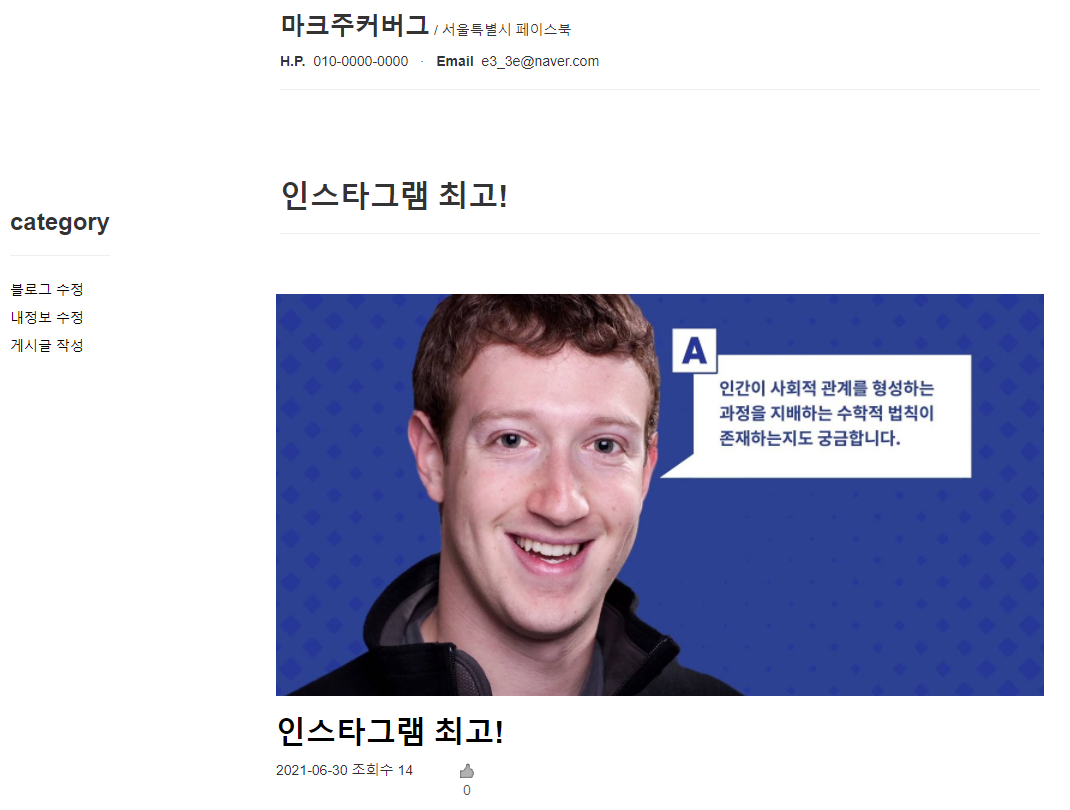 마크주커버그 / 서울특별시 페이스북
H.P. 010-0000-0000 · Email e3_3e@naver.com
인스타그램 최고!
category
블로그 수정
내정보 수정
게시글 작성
A
인간이 사회적 관계를 형성하는
과정을 지배하는 수학적 법칙이
존재하는지도 궁금합니다.
인스타그램 최고!
2021-06-30 조회수 14
0